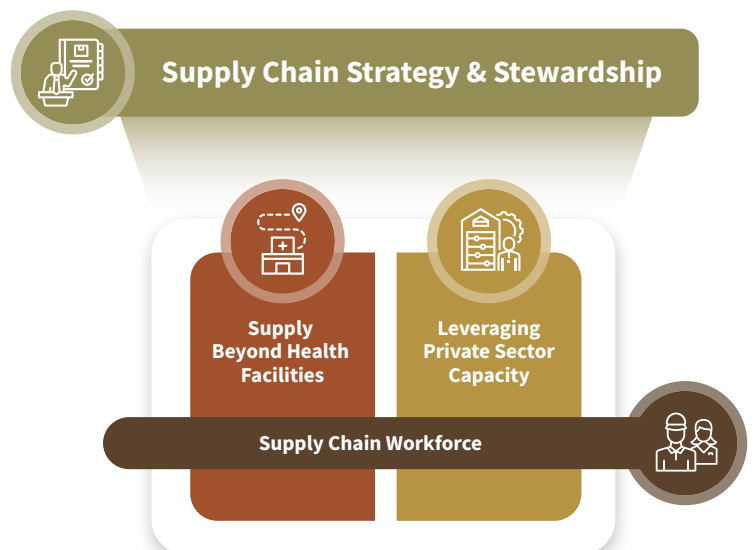 Supply Chain Strategy & Stewardship
Supply
Beyond Health
Facilities
Leveraging
Private Sector
Capacity
Supply Chain Workforce